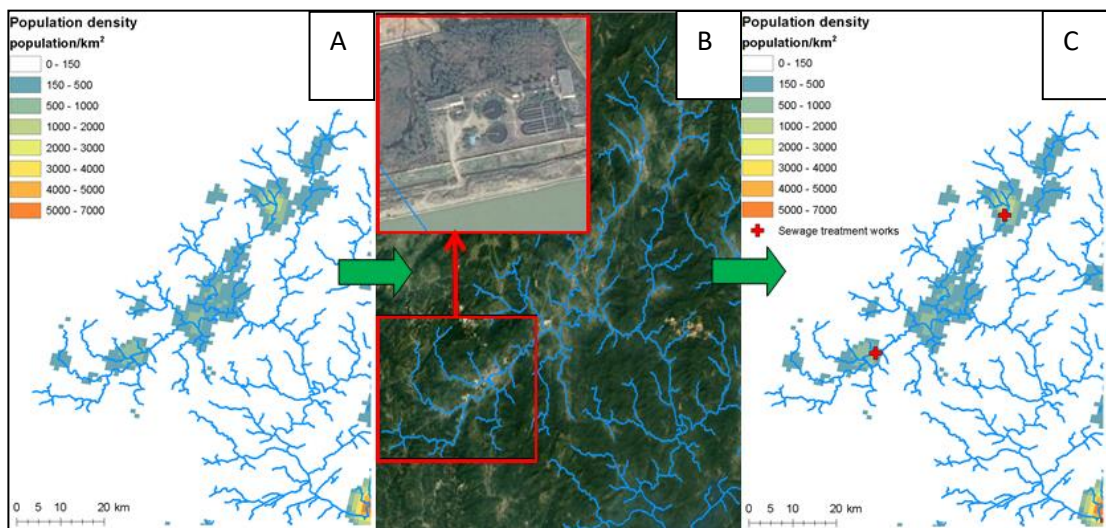 Population density
population/km²
0 - 150
150 - 500
500 - 1000
1000 - 2000
2000 - 3000
3000 - 4000
4000 - 5000
5000 - 7000
0 5 10 20 km
A
B
Population density
population/km²
0 - 150
150 - 500
500 - 1000
1000 - 2000
2000 - 3000
3000 - 4000
4000 - 5000
5000 - 7000
Sewage treatment works
0 5 10 20 km
C